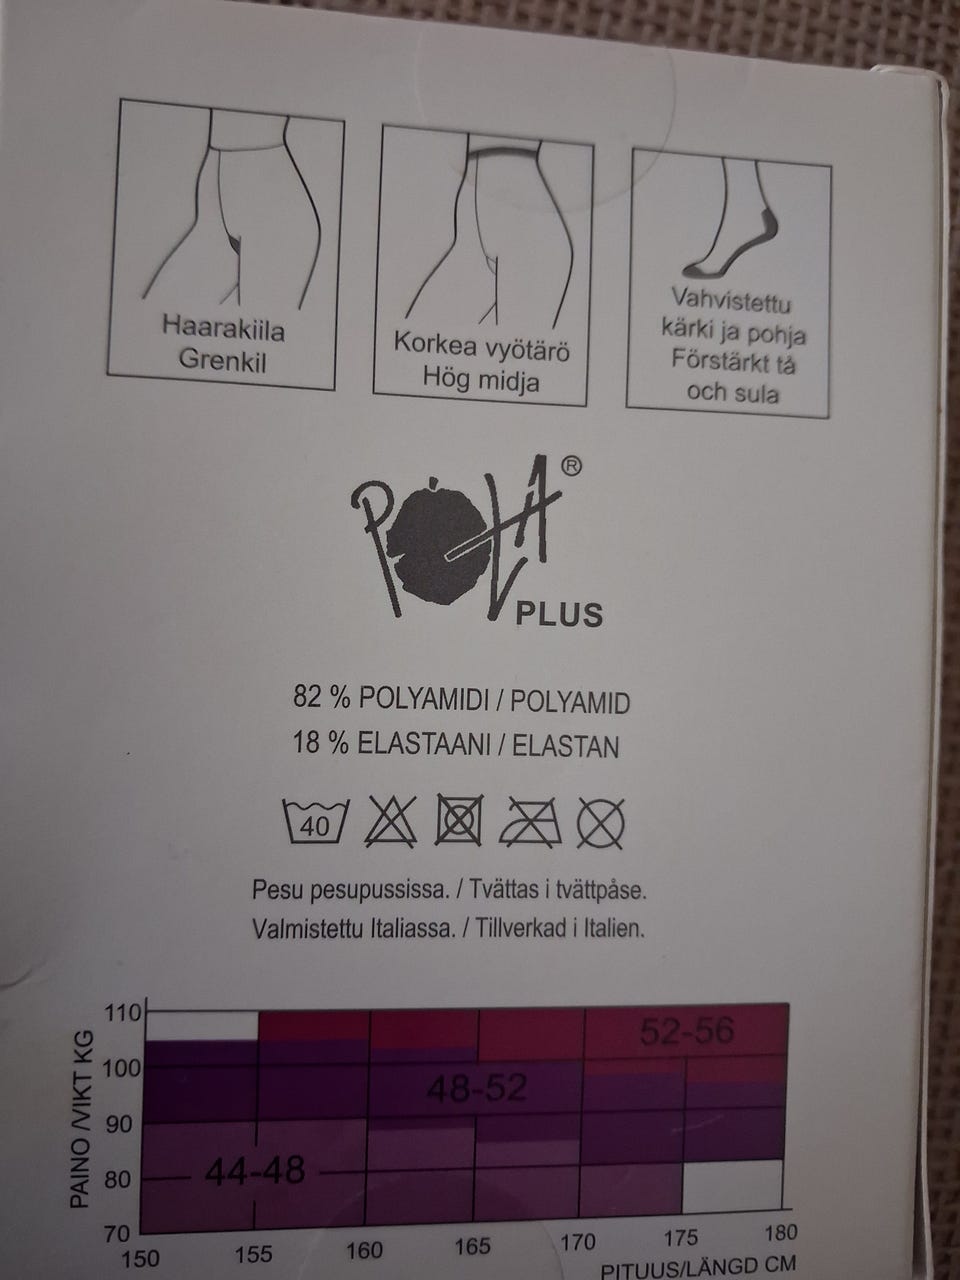 Haarakiila
Grenkil
Korkea vyötärö
Hög midja
Vahvistettu
kärki ja pohja
Förstärkt tå
och sula
®
PLUS
82 % POLYAMIDI / POLYAMID
18 % ELASTAANI / ELASTAN
40
Pesu pesupussissa. / Tvättas i tvättpåse.
Valmistettu Italiassa. / Tillverkad i Italien.
PAINO /VIKT KG
110
100
90
80
70
52-56
48-52
44-48
150 155 160 165 170 175 180
PITUUS/LÄNGD CM